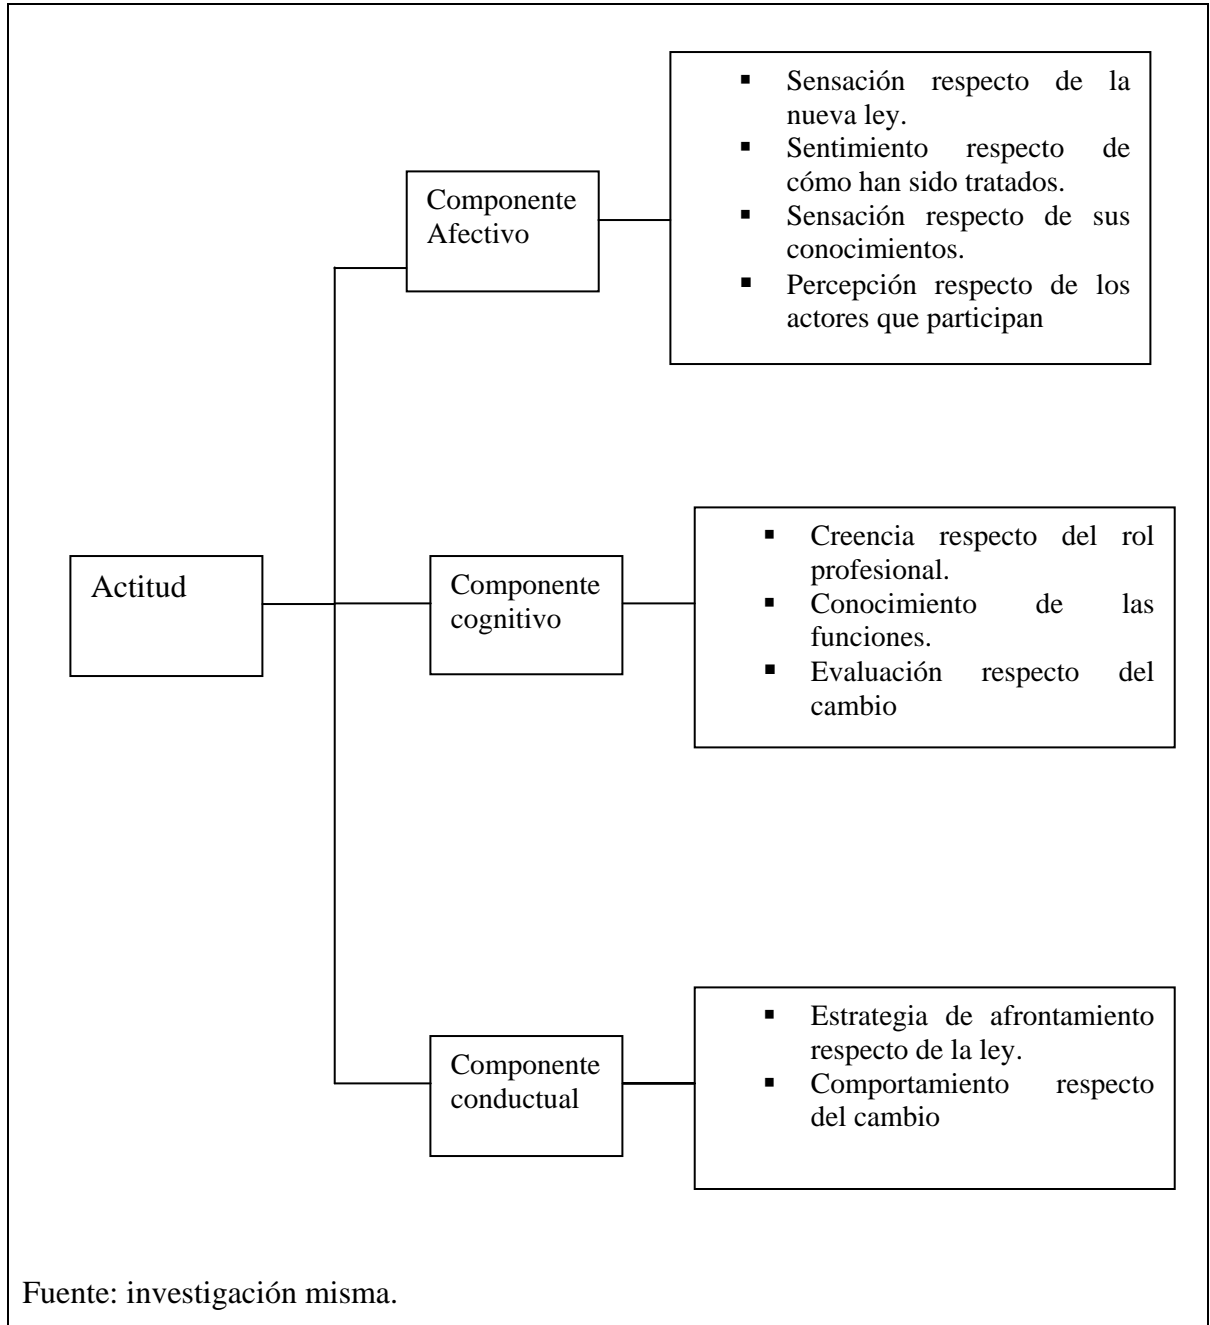 Actitud
Componente
Afectivo
▪ Sensación respecto de la
nueva ley.
▪ Sentimiento respecto de
cómo han sido tratados.
▪ Sensación respecto de sus
conocimientos.
▪ Percepción respecto de los
actores que participan
Componente
cognitivo
▪ Creencia respecto del rol
profesional.
▪ Conocimiento de las
funciones.
▪ Evaluación respecto del
cambio
Componente
conductual
▪ Estrategia de afrontamiento
respecto de la ley.
▪ Comportamiento respecto
del cambio
Fuente: investigación misma.